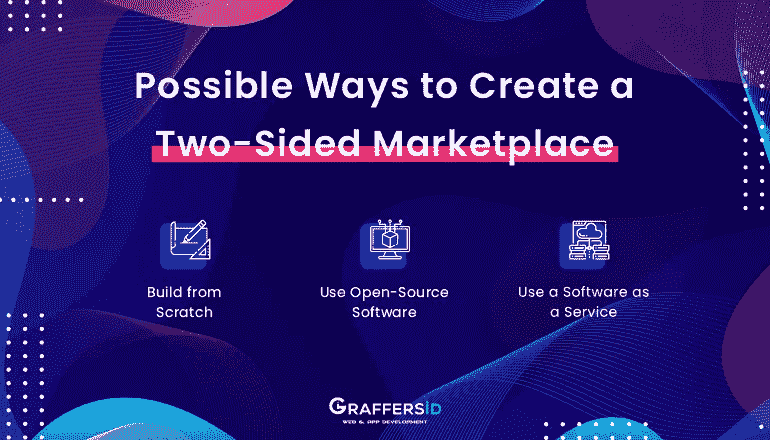 Possible Ways to Create a
Two-Sided Marketplace
Build from
Scratch
Use Open-Source
Software
Use a Software as
a Service
GRAFFERSID
WEB & APP DEVELOPMENT